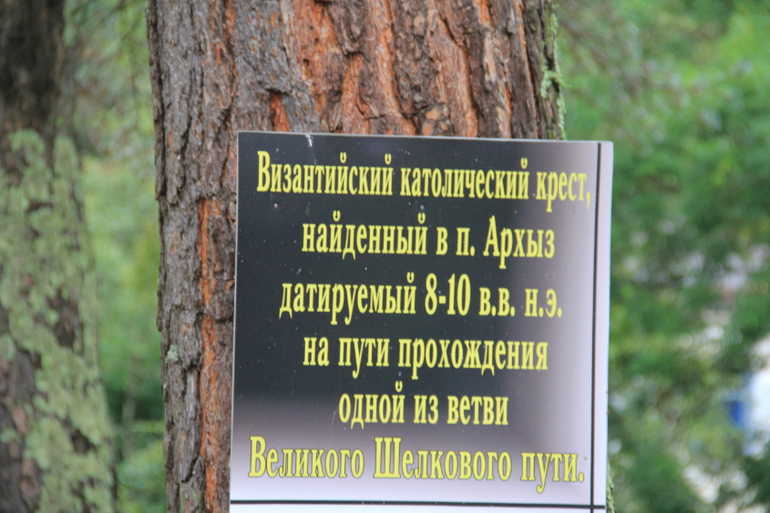 Византийский католический крест,
найденный в п. Архыз
датируемый 8-10 в.в. н.э.
на пути прохождения
одной из ветви
Великого Шелкового пути.